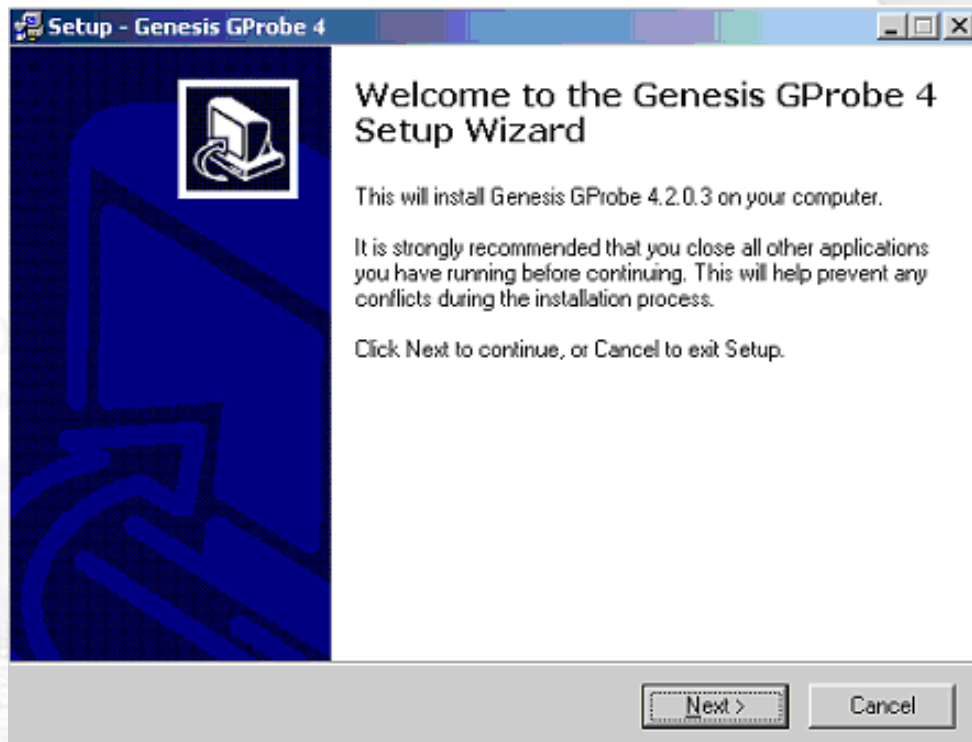 Setup - Genesis GProbe 4
Welcome to the Genesis GProbe 4
Setup Wizard
This will install Genesis GProbe 4.2.0.3 on your computer.
It is strongly recommended that you close all other applications
you have running before continuing. This will help prevent any
conflicts during the installation process.
Click Next to continue, or Cancel to exit Setup.
Next >
Cancel